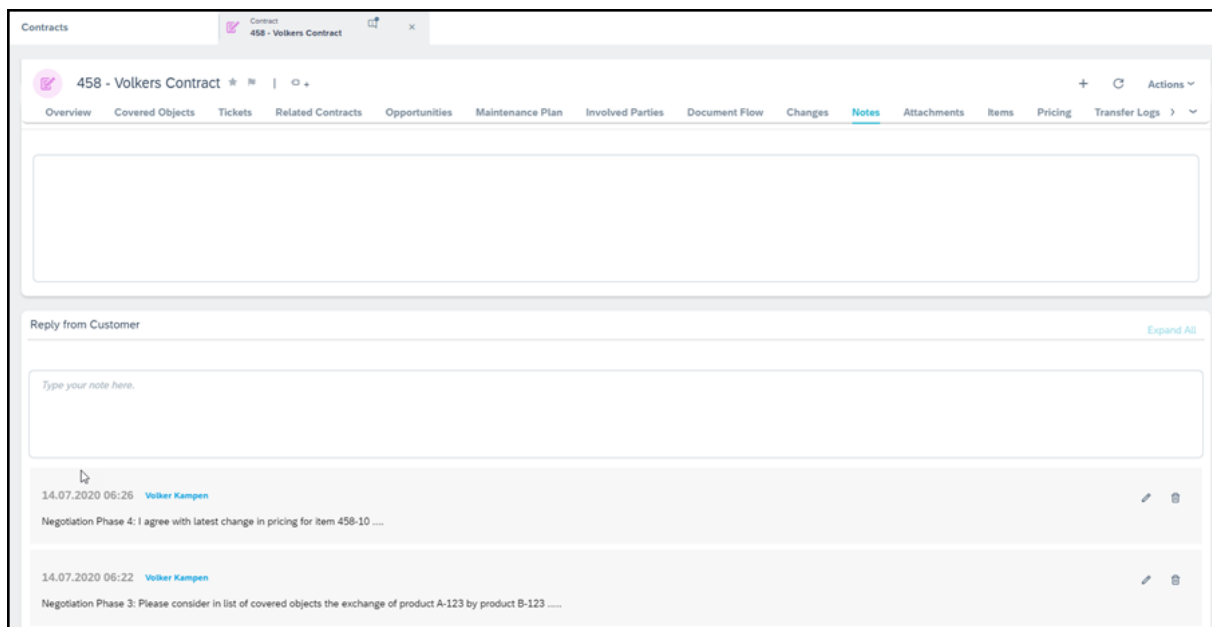 Contracts
Contract
458 - Volkers Contract
458 - Volkers Contract
Actions
Overview Covered Objects Tickets Related Contracts Opportunities Maintenance Plan Involved Parties Document Flow Changes Notes Attachments Items Pricing Transfer Logs
Reply from Customer
Expand All
Type your note here.
14.07.2020 06:26 Volker Kampen
Negotiation Phase 4: I agree with latest change in pricing for item 458-10 ....
14.07.2020 06:22 Volker Kampen
Negotiation Phase 3: Please consider in list of covered objects the exchange of product A-123 by product B-123 .....